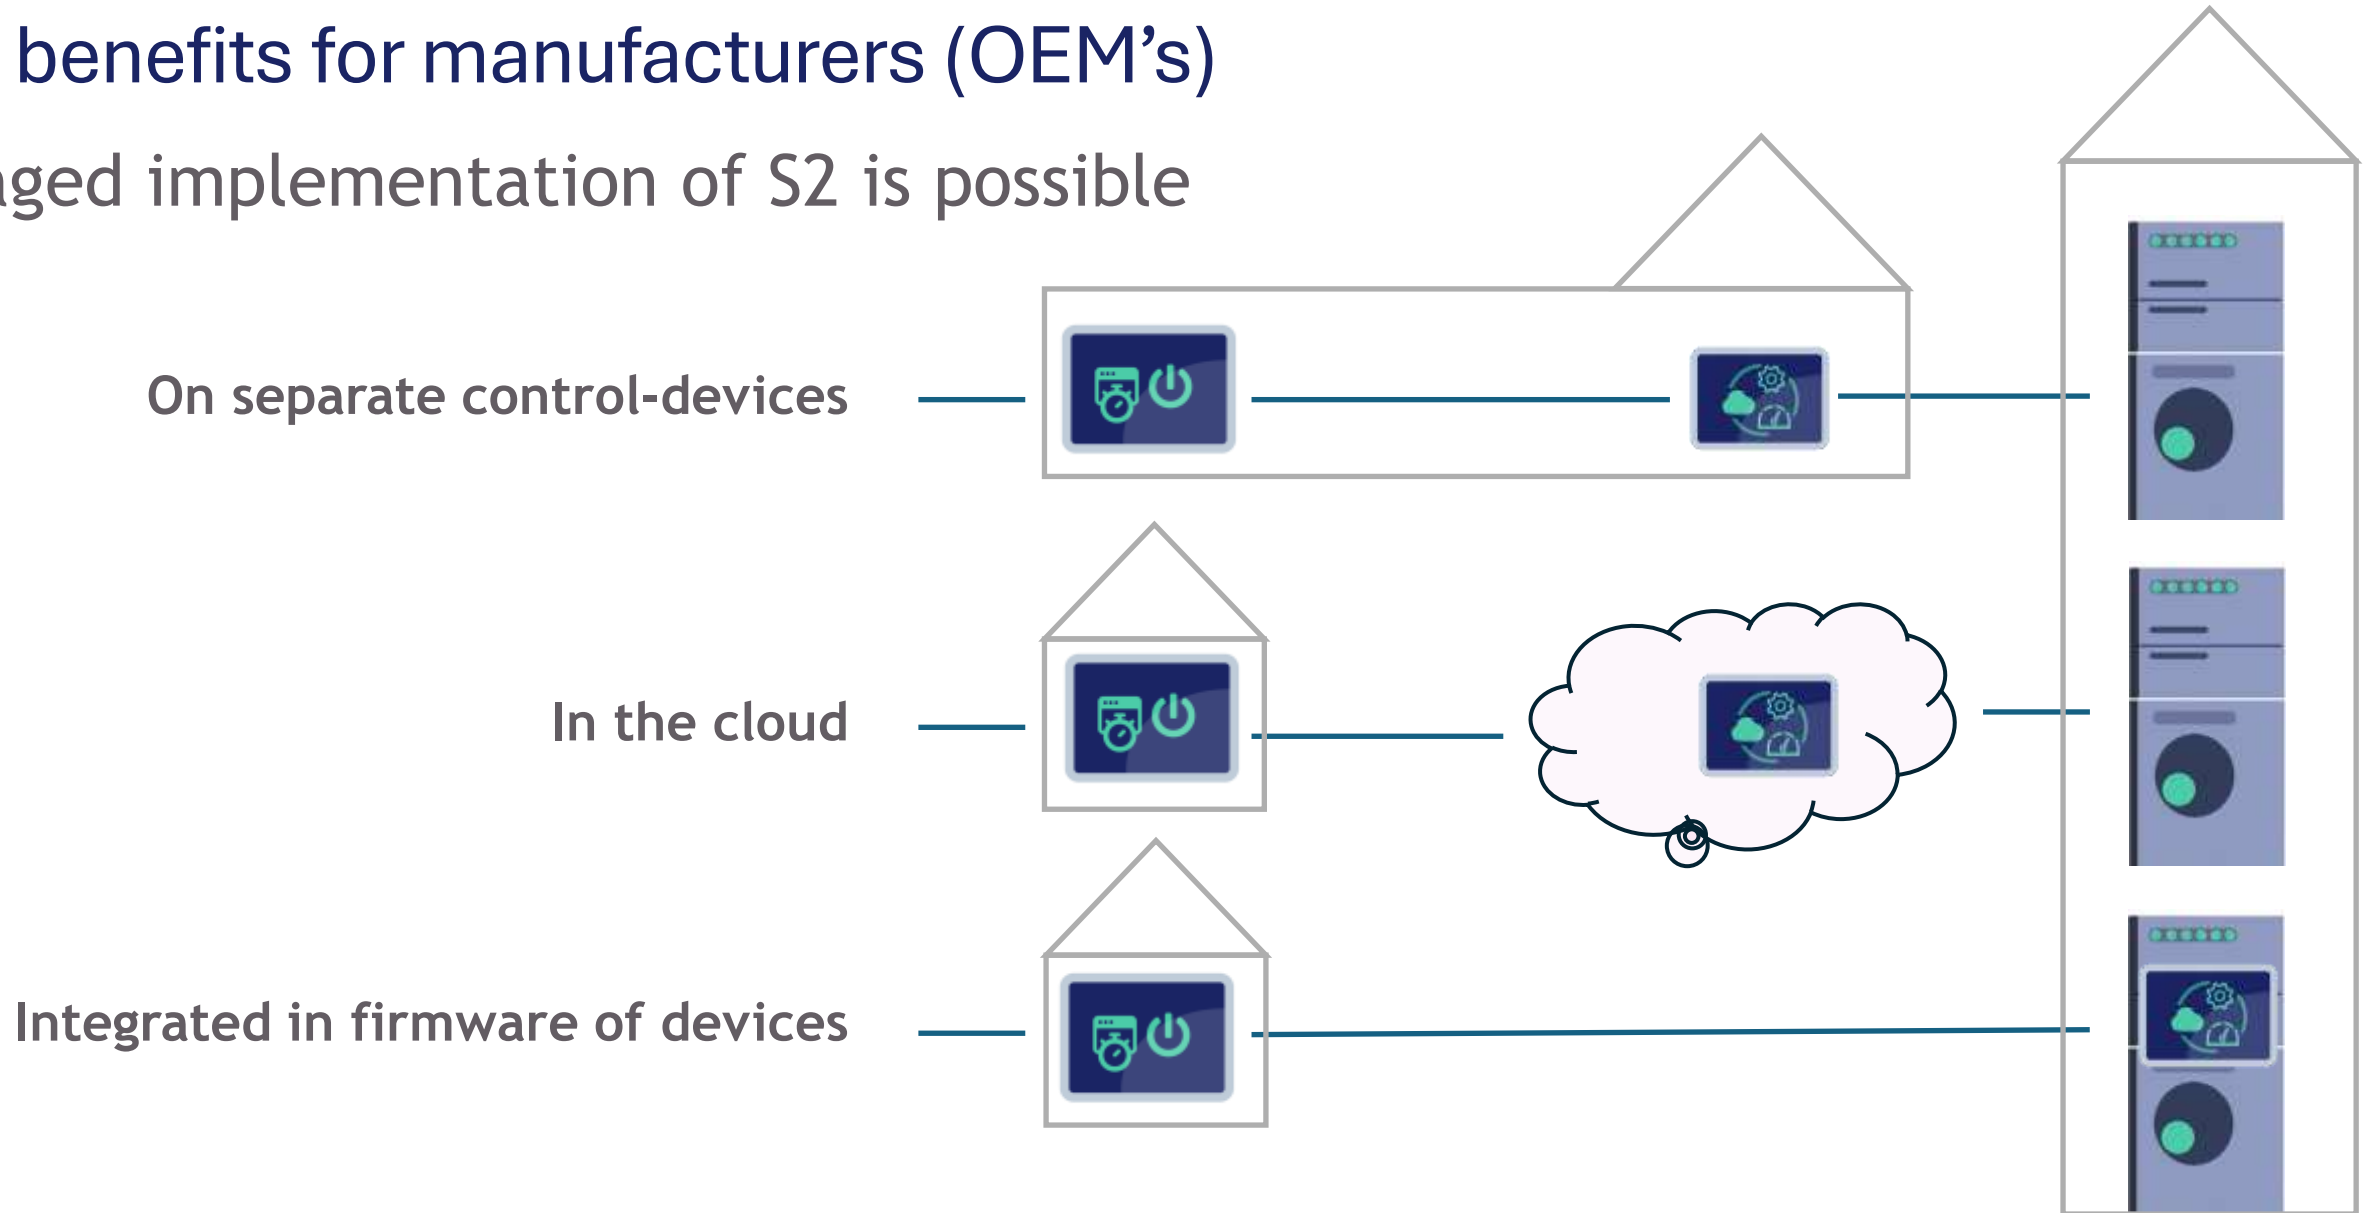 benefits for manufacturers (OEM’s)
aged implementation of S2 is possible
On separate control-devices
In the cloud
Integrated in firmware of devices